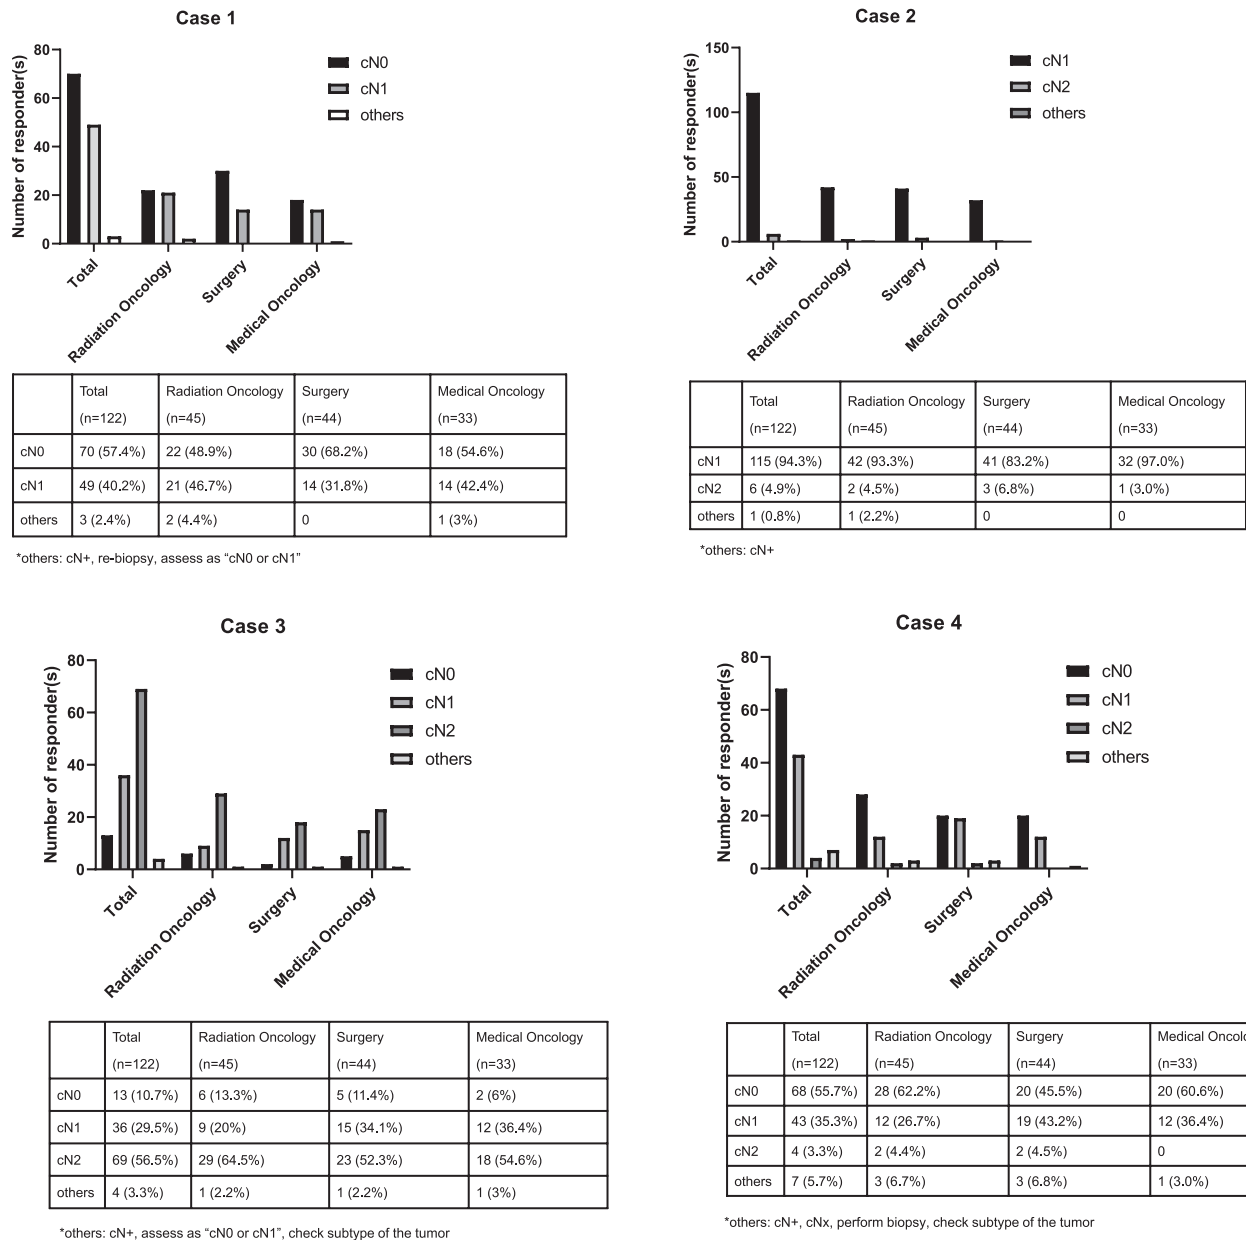 Case 1
Number of responder(s)
80
60
40
20
0
cN0
cN1
others
Total
Radiation Oncology
Surgery
Medical Oncology
Total Radiation Oncology Surgery Medical Oncology
(n=122) (n=45) (n=44) (n=33)
cN0 70 (57.4%) 22 (48.9%) 30 (68.2%) 18 (54.6%)
cN1 49 (40.2%) 21 (46.7%) 14 (31.8%) 14 (42.4%)
others 3 (2.4%) 2 (4.4%) 0 1 (3%)
*others: cN+, re-biopsy, assess as “cN0 or cN1”
Case 2
Number of responder(s)
150
100
50
0
cN1
cN2
others
Total
Radiation Oncology
Surgery
Medical Oncology
Total Radiation Oncology Surgery Medical Oncology
(n=122) (n=45) (n=44) (n=33)
cN1 115 (94.3%) 42 (93.3%) 41 (83.2%) 32 (97.0%)
cN2 6 (4.9%) 2 (4.5%) 3 (6.8%) 1 (3.0%)
others 1 (0.8%) 1 (2.2%) 0 0
*others: cN+
Case 3
Number of responder(s)
80
60
40
20
0
cN0
cN1
cN2
others
Total
Radiation Oncology
Surgery
Medical Oncology
Total Radiation Oncology Surgery Medical Oncology
(n=122) (n=45) (n=44) (n=33)
cN0 13 (10.7%) 6 (13.3%) 5 (11.4%) 2 (6%)
cN1 36 (29.5%) 9 (20%) 15 (34.1%) 12 (36.4%)
cN2 69 (56.5%) 29 (64.5%) 23 (52.3%) 18 (54.6%)
others 4 (3.3%) 1 (2.2%) 1 (2.2%) 1 (3%)
*others: cN+, assess as “cN0 or cN1”, check subtype of the tumor
Case 4
Number of responder(s)
80
60
40
20
0
cN0
cN1
cN2
others
Total
Radiation Oncology
Surgery
Medical Oncology
Total Radiation Oncology Surgery Medical Oncolo
(n=122) (n=45) (n=44) (n=33)
cN0 68 (55.7%) 28 (62.2%) 20 (45.5%) 20 (60.6%)
cN1 43 (35.3%) 12 (26.7%) 19 (43.2%) 12 (36.4%)
cN2 4 (3.3%) 2 (4.4%) 2 (4.5%) 0
others 7 (5.7%) 3 (6.7%) 3 (6.8%) 1 (3.0%)
*others: cN+, cNx, perform biopsy, check subtype of the tumor